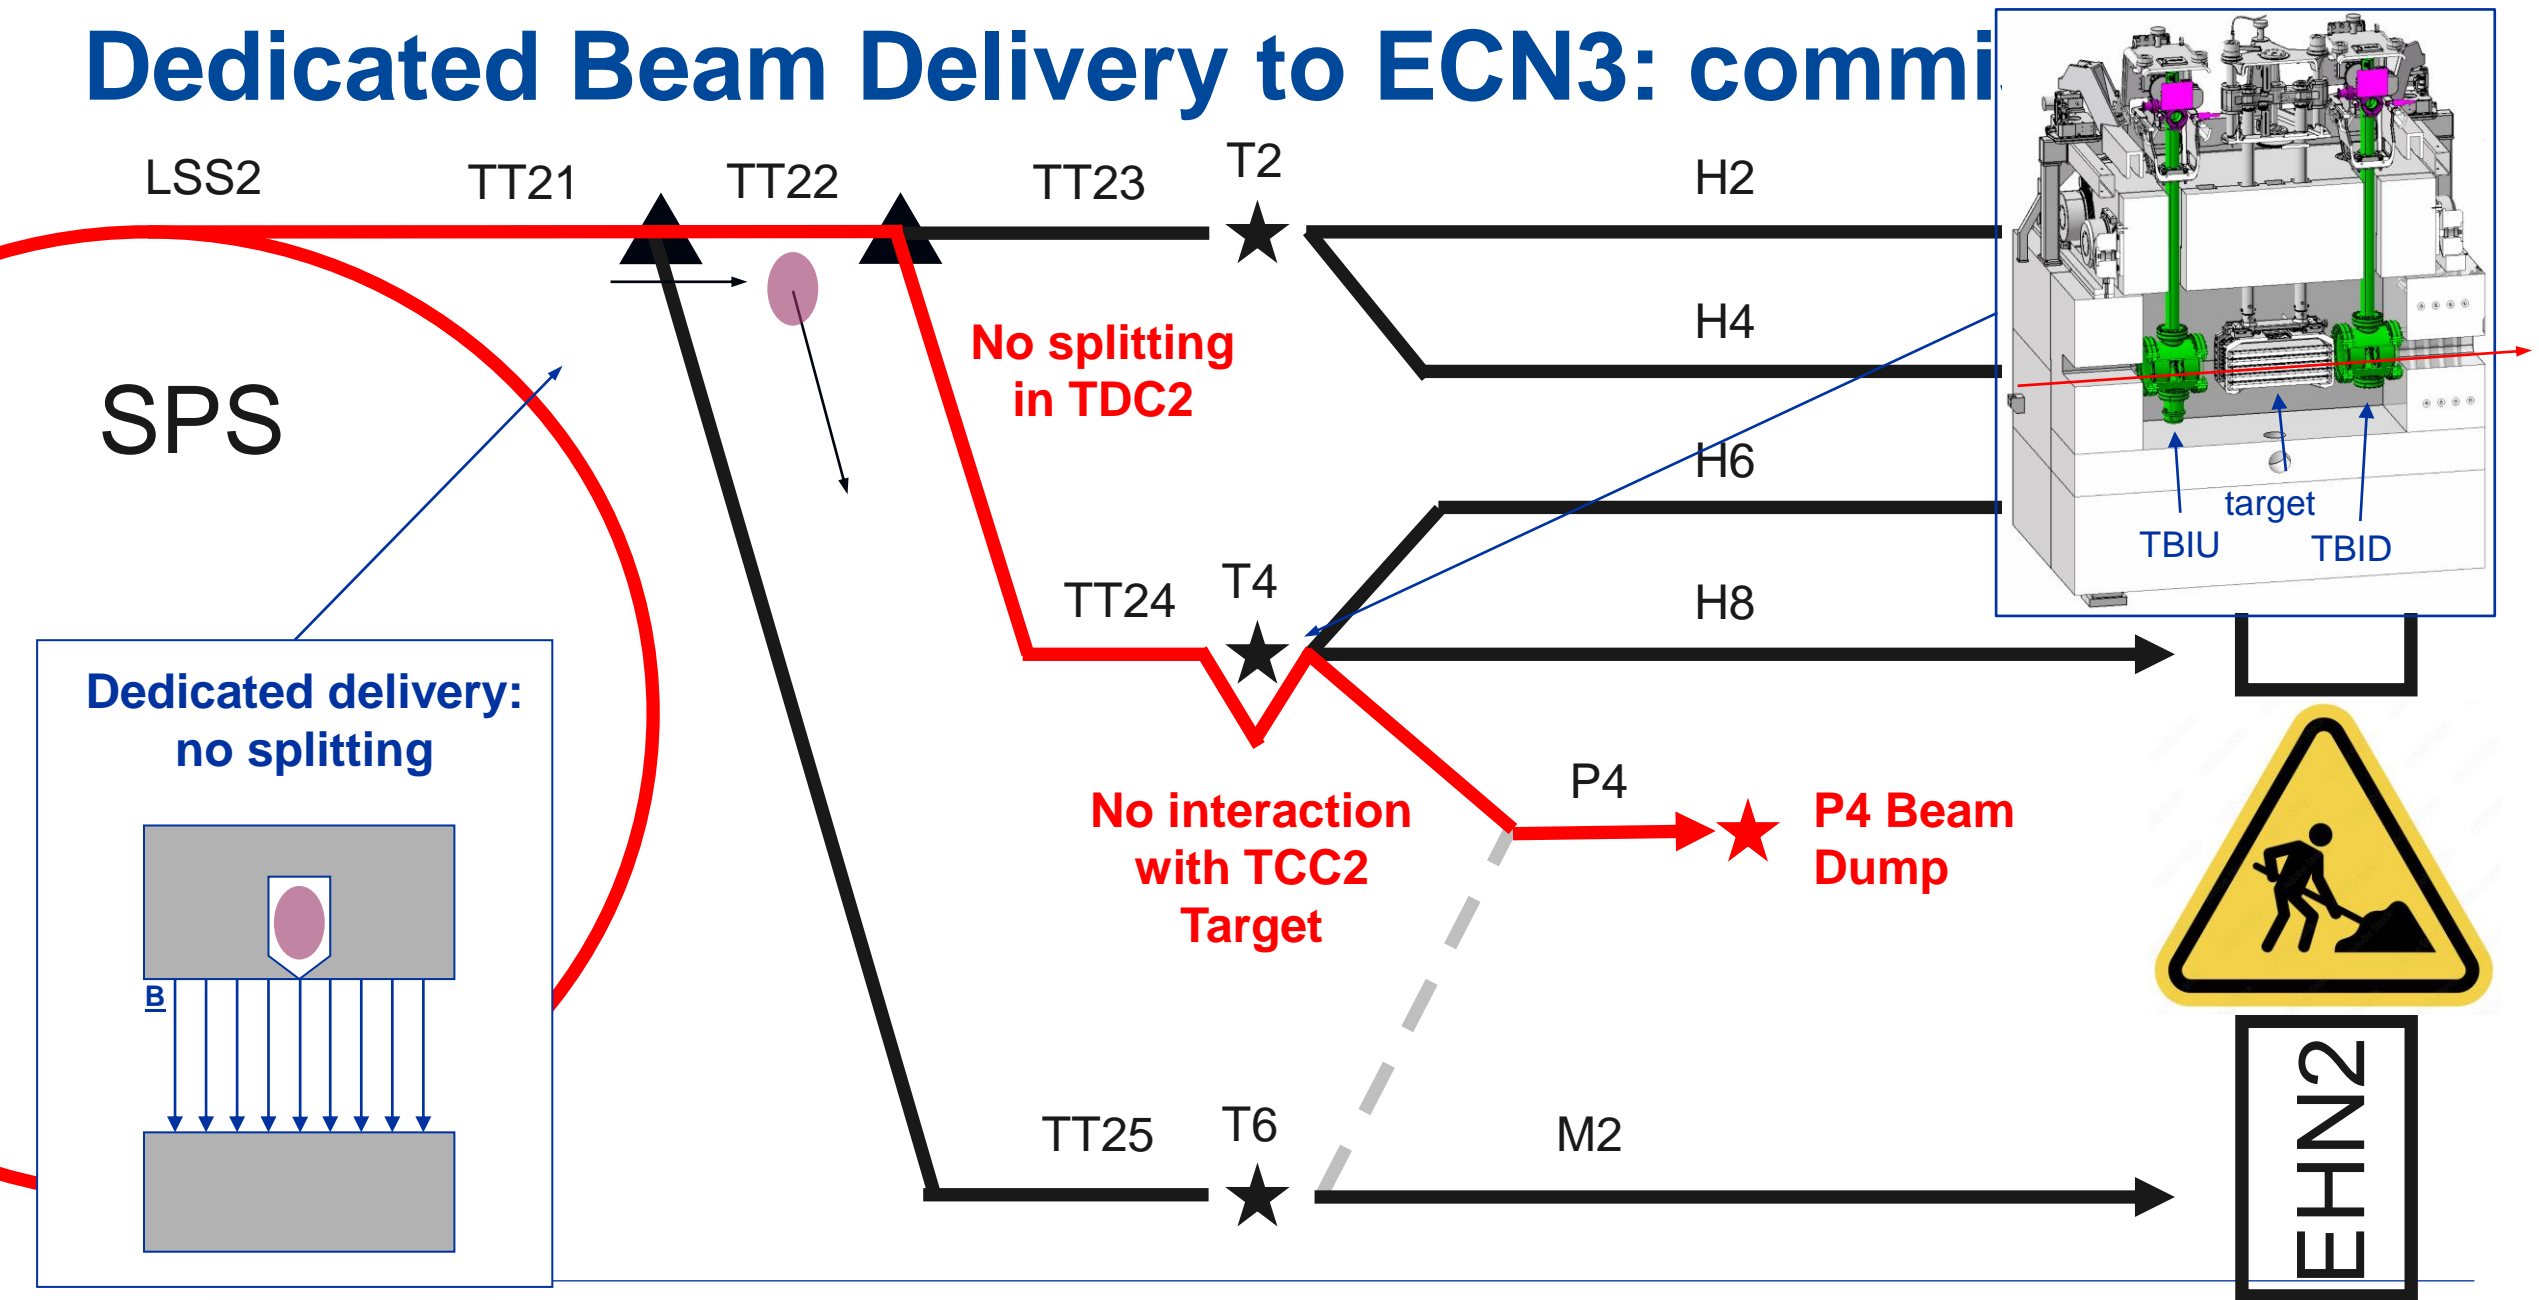 Dedicated Beam Delivery to ECN3: commi
LSS2
TT21
TT22
TT23
T2
H2
H4
No splitting
in TDC2
SPS
H6
target
TBIU
TBID
TT24
T4
H8
Dedicated delivery:
no splitting
P4
No interaction
with TCC2
Target
P4 Beam
Dump
B
TT25
T6
M2
EHN2